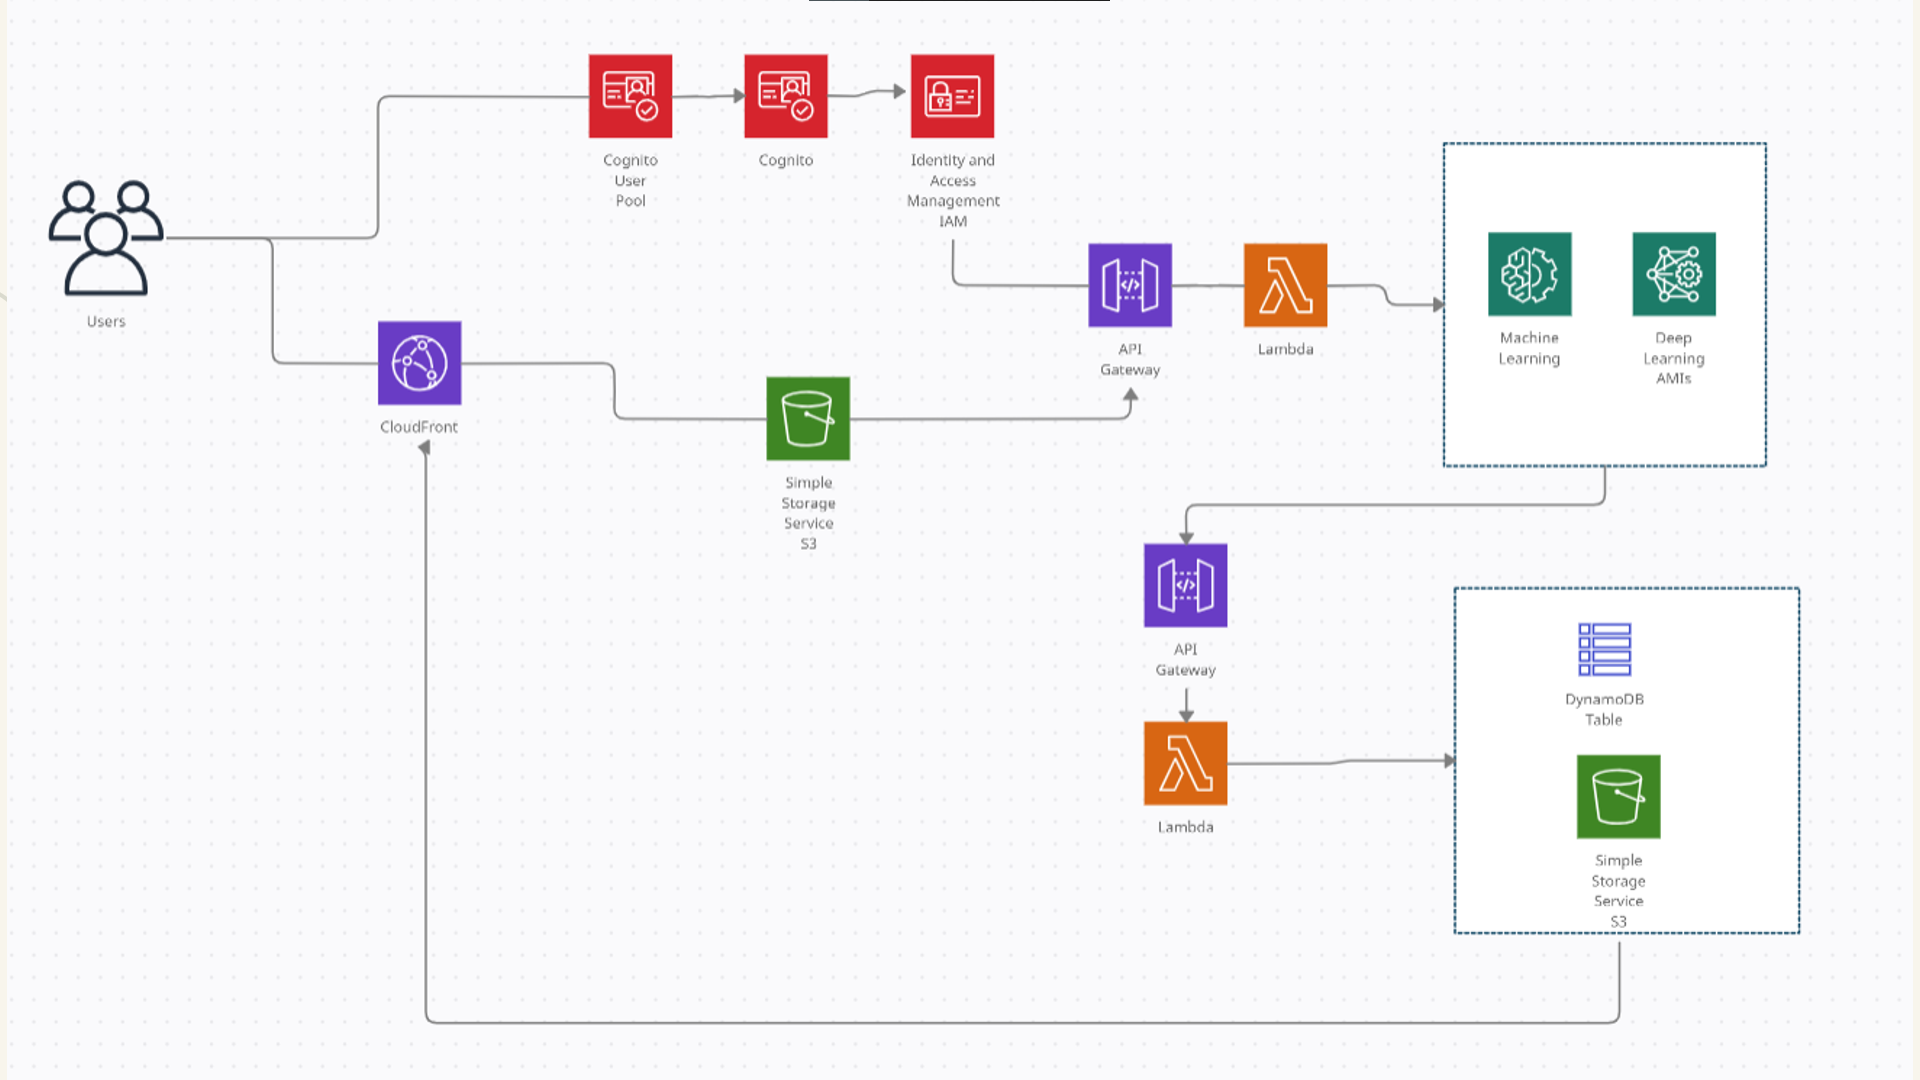 Cognito
User
Pool
Cognito
Identity and
Access
Management
IAM
Users
API
Gateway
Lambda
Machine
Learning
Deep
Learning
AMIs
CloudFront
Simple
Storage
Service
S3
API
Gateway
Lambda
DynamoDB
Table
Simple
Storage
Service
S3